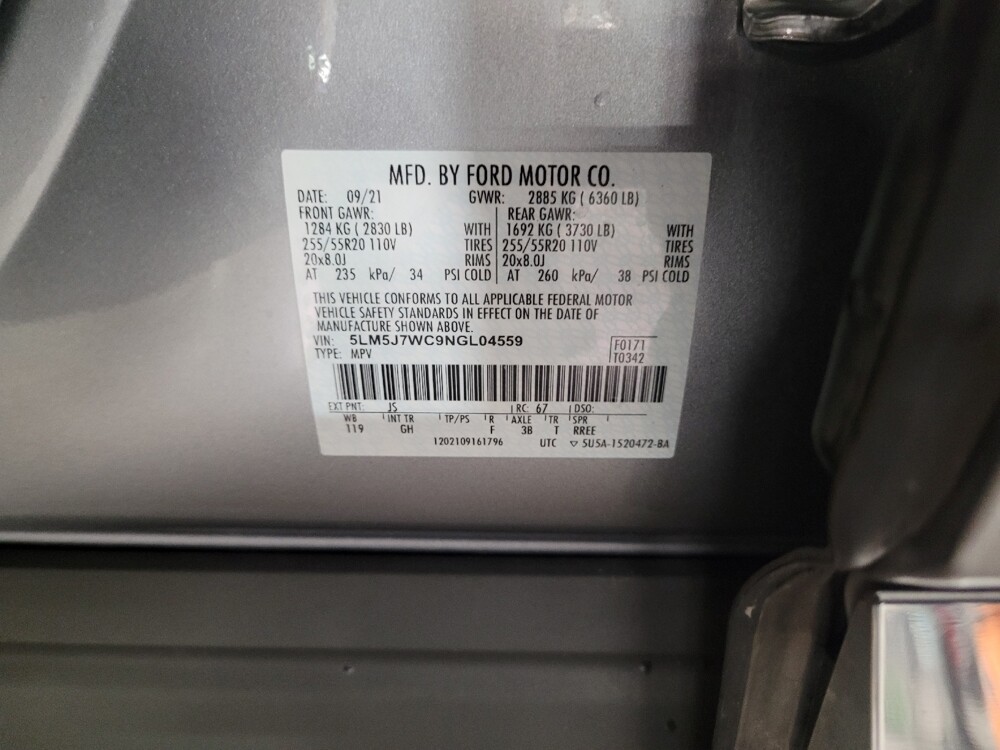 MFD. BY FORD MOTOR CO.
DATE: 09/21 GVWR: 2885 KG ( 6360 LB)
FRONT GAWR: REAR GAWR:
1284 KG ( 2830 LB) WITH 1692 KG ( 3730 LB) WITH
255/55R20 110V TIRES 255/55R20 110V TIRES
20x8.0J RIMS 20x8.0J RIMS
AT 235 kPa/ 34 PSI COLD AT 260 kPa/ 38 PSI COLD
THIS VEHICLE CONFORMS TO ALL APPLICABLE FEDERAL MOTOR
VEHICLE SAFETY STANDARDS IN EFFECT ON THE DATE OF
MANUFACTURE SHOWN ABOVE.
VIN: 5LM5J7WC9NGL04559 F0171
TYPE: MPV T0342
EXT PNT: JS RC: 67 DSO:
WB INT TR TP/PS R AXLE TR SPR
119 GH F 3B T RREE
1202109161796 UTC ▽ 5U5A-1520472-BA